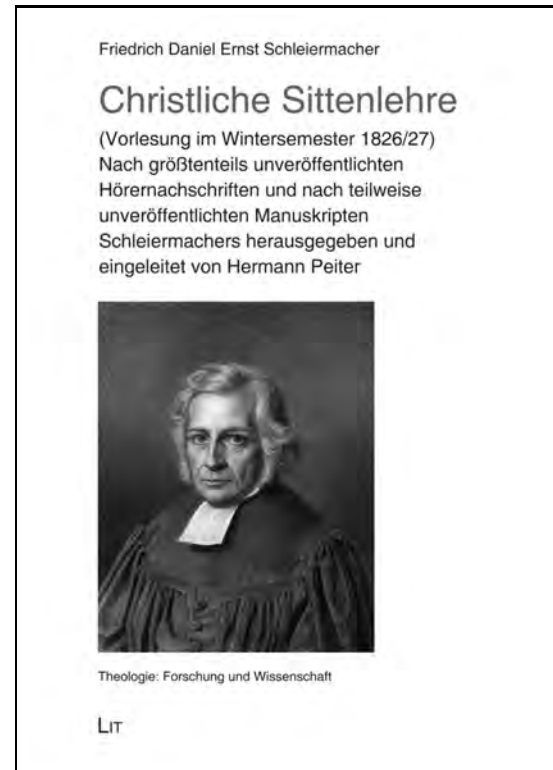 Friedrich Daniel Ernst Schleiermacher
Christliche Sittenlehre
(Vorlesung im Wintersemester 1826/27)
Nach größtenteils unveröffentlichten
Hörernachschriften und nach teilweise
unveröffentlichten Manuskripten
Schleiermachers herausgegeben und
eingeleitet von Hermann Peiter
Theologie: Forschung und Wissenschaft
LIT